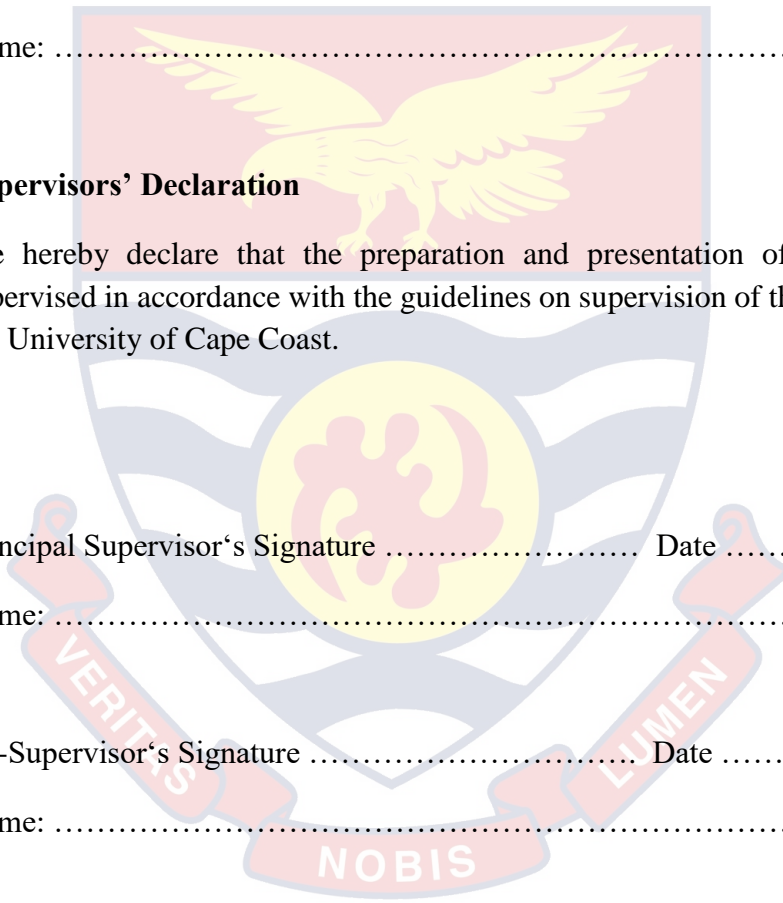 me: …………………………………………………………………
pervisors’ Declaration
e hereby declare that the preparation and presentation of
pervised in accordance with the guidelines on supervision of th
University of Cape Coast.
ncipal Supervisor‘s Signature ……………………. Date ……
me: …………………………………………………………………
-Supervisor‘s Signature …………………………. Date ……
me: …………………………………………………………………
VERITAS NOBIS LUMEN